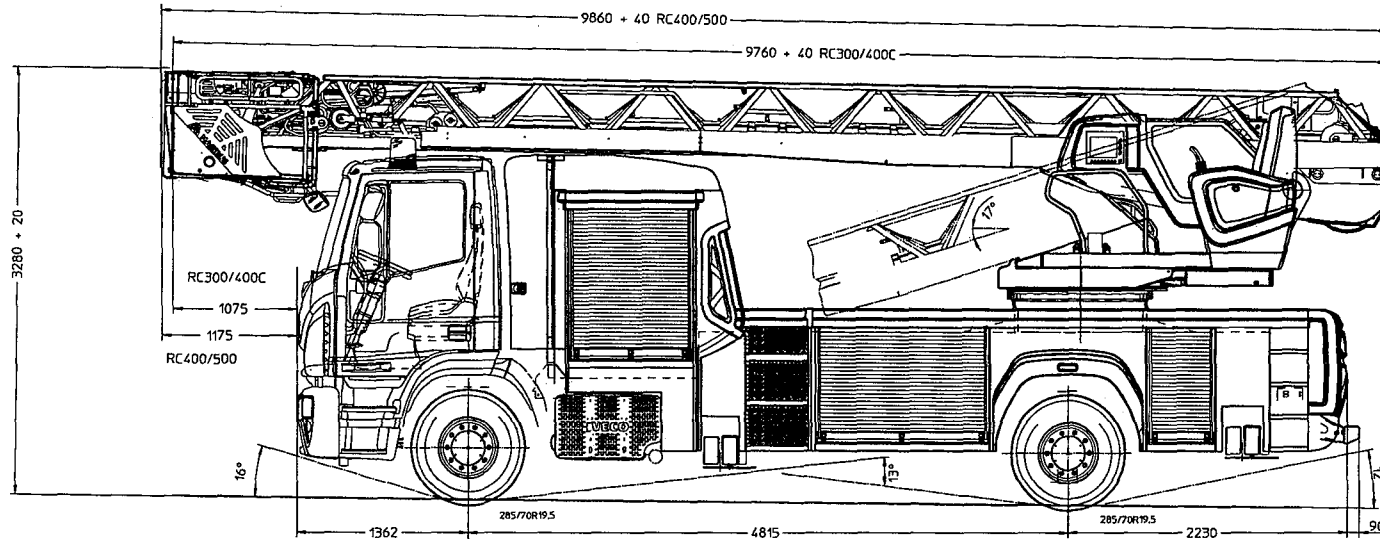 9860 + 40 RC400/500
9760 + 40 RC300/400C
3280 + 20
17°
RC300/400C
1075
1175
RC400/500
IVECO
B
16°
13°
285/70R19,5
285/70R19,5
1362
4815
2230